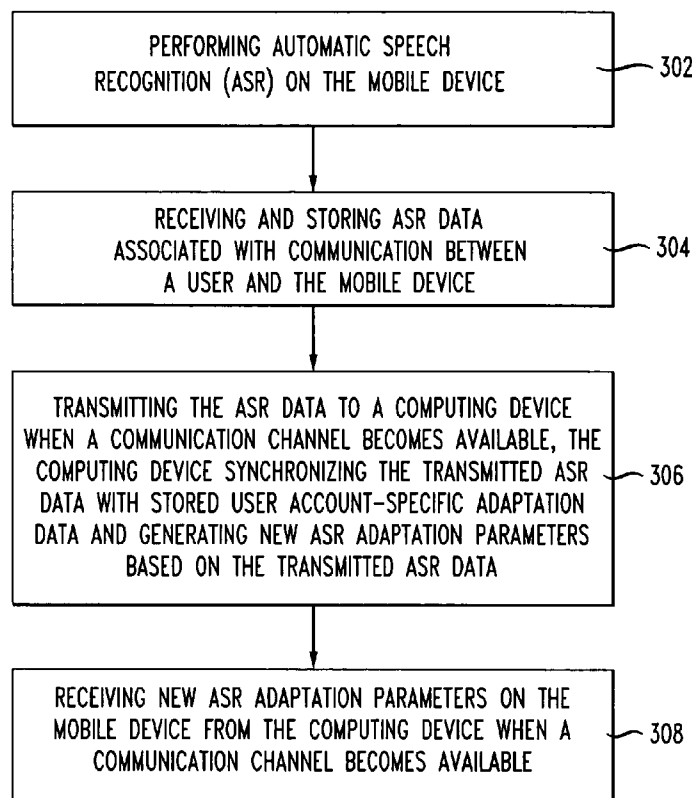 PERFORMING AUTOMATIC SPEECH
RECOGNITION (ASR) ON THE MOBILE DEVICE
302
RECEIVING AND STORING ASR DATA
ASSOCIATED WITH COMMUNICATION BETWEEN
A USER AND THE MOBILE DEVICE
304
TRANSMITTING THE ASR DATA TO A COMPUTING DEVICE
WHEN A COMMUNICATION CHANNEL BECOMES AVAILABLE, THE
COMPUTING DEVICE SYNCHRONIZING THE TRANSMITTED ASR
DATA WITH STORED USER ACCOUNT-SPECIFIC ADAPTATION
DATA AND GENERATING NEW ASR ADAPTATION PARAMETERS
BASED ON THE TRANSMITTED ASR DATA
306
RECEIVING NEW ASR ADAPTATION PARAMETERS ON THE
MOBILE DEVICE FROM THE COMPUTING DEVICE WHEN A
COMMUNICATION CHANNEL BECOMES AVAILABLE
308